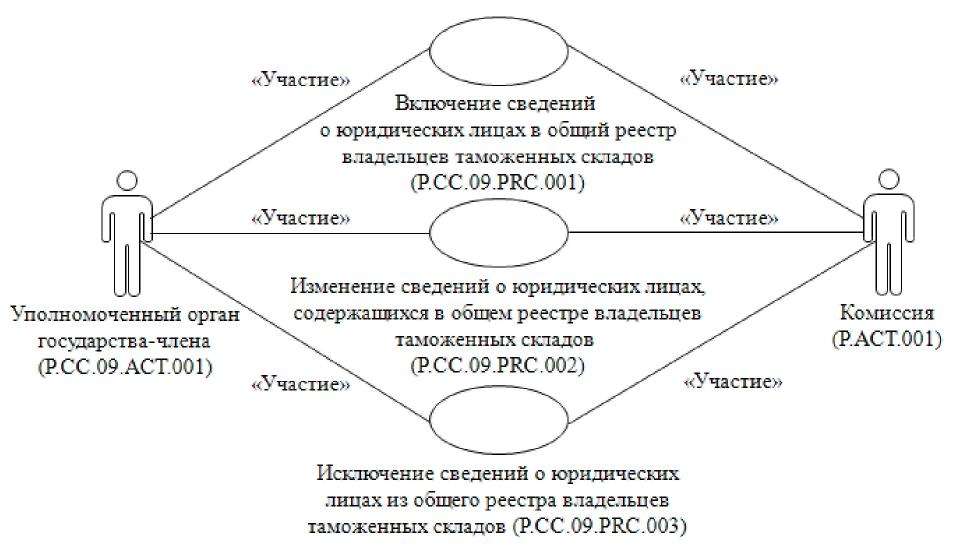 «Участие»
«Участие»
Включение сведений
о юридических лицах в общий реестр
владельцев таможенных складов
(P.CC.09.PRC.001)
«Участие»
«Участие»
Изменение сведений о юридических лицах,
содержащихся в общем реестре владельцев
таможенных складов
(P.CC.09.PRC.002)
Уполномоченный орган
государства-члена
(P.CC.09.ACT.001)
Комиссия
(P.ACT.001)
«Участие»
«Участие»
Исключение сведений о юридических
лицах из общего реестра владельцев
таможенных складов (P.CC.09.PRC.003)